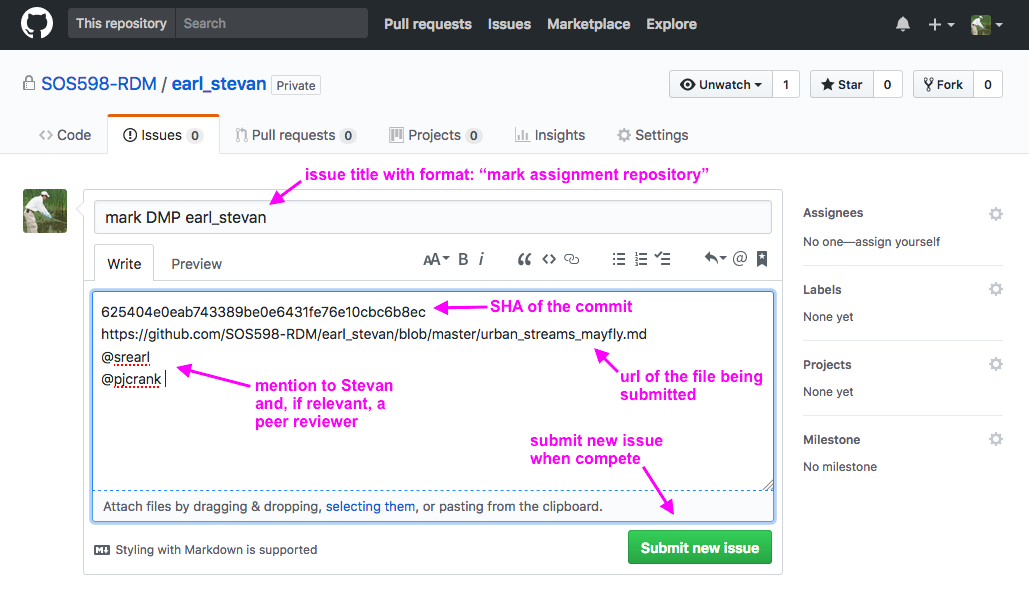 This repository Search Pull requests Issues Marketplace Explore
SOS598-RDM / earl_stevan Private Unwatch 1 Star 0 Fork 0
Code Issues 0 Pull requests 0 Projects 0 Insights Settings
issue title with format: “mark assignment repository”
mark DMP earl_stevan
Write Preview
AA B i “ <> @
625404e0eab743389be0e6431fe76e10cbc6b8ec
SHA of the commit
https://github.com/SOS598-RDM/earl_stevan/blob/master/urban_streams_mayfly.md
@srearl
@pjcrank
mention to Stevan
and, if relevant, a
peer reviewer
url of the file being
submitted
submit new issue
when compete
Attach files by dragging & dropping, selecting them, or pasting from the clipboard.
Styling with Markdown is supported
Submit new issue
Assignees
No one—assign yourself
Labels
None yet
Projects
None yet
Milestone
No milestone